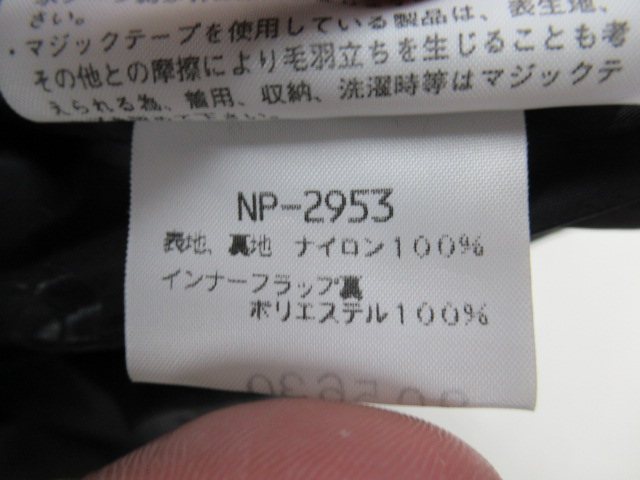 さい。
・マジックテープを使用している製品は、表生地、
その他との摩擦により毛羽立ちを生じることも考
えられる為、着用、収納、洗濯時等はマジックテ
NP-2953
表地、裏地 ナイロン100%
インナーフラップ裏
ポリエステル100%